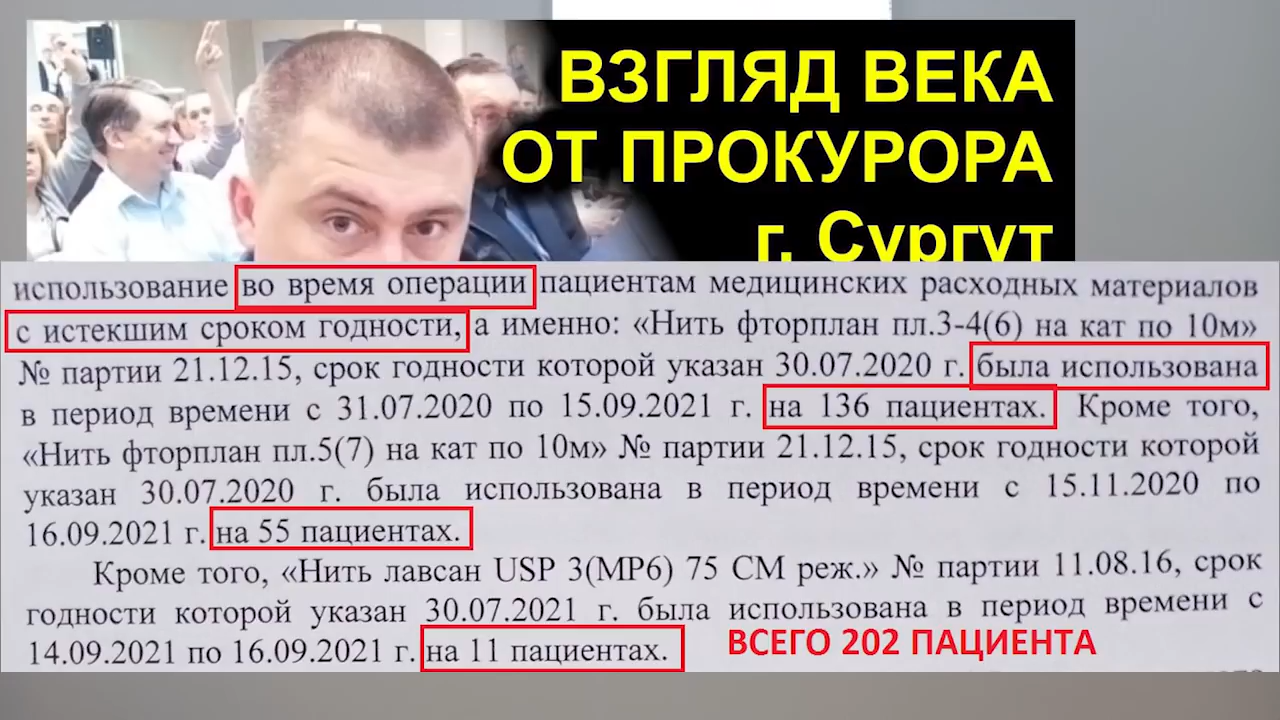 ВЗГЛЯД ВЕКА
ОТ ПРОКУРОРА
г. Сургут
использование во время операции пациентам медицинских расходных материалов
с истекшим сроком годности, а именно: «Нить фторплан пл.3-4(6) на кат по 10м»
№ партии 21.12.15, срок годности которой указан 30.07.2020 г. была использована
в период времени с 31.07.2020 по 15.09.2021 г. на 136 пациентах. Кроме того,
«Нить фторплан пл.5(7) на кат по 10м» № партии 21.12.15, срок годности которой
указан 30.07.2020 г. была использована в период времени с 15.11.2020 по
16.09.2021 г. на 55 пациентах.
Кроме того, «Нить лавсан USP 3(МР6) 75 СМ реж.» № партии 11.08.16, срок
годности которой указан 30.07.2021 г. была использована в период времени с
14.09.2021 по 16.09.2021 г. на 11 пациентах.
ВСЕГО 202 ПАЦИЕНТА